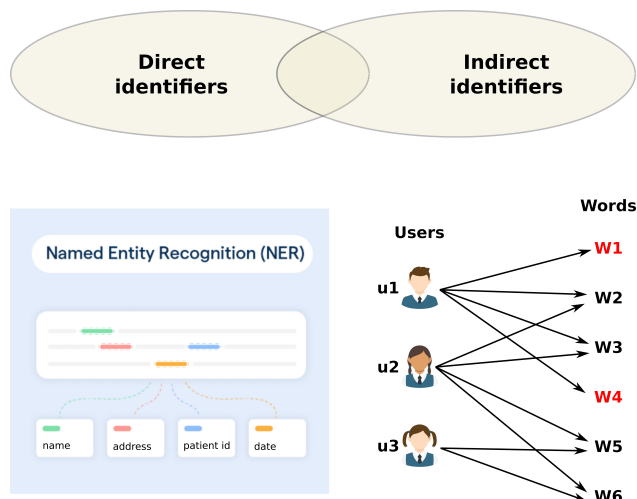 Direct
identifiers
Indirect
identifiers
Named Entity Recognition (NER)
name
address
patient id
date
Users
Words
u1
u2
u3
W1
W2
W3
W4
W5
W6